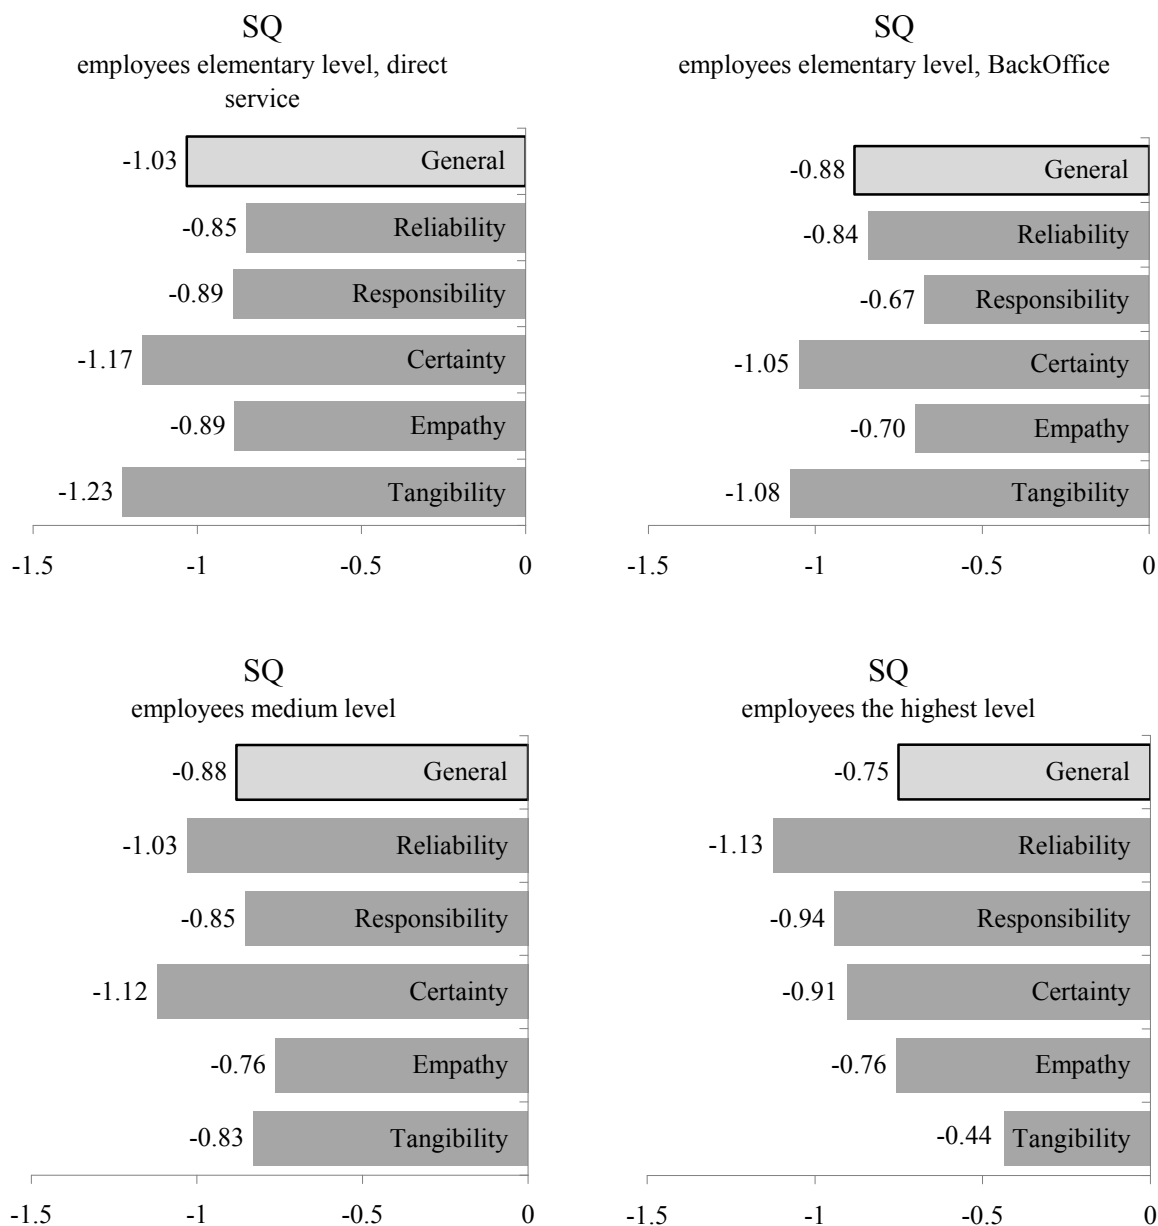 SQ
employees elementary level, direct
service
-1.03 General
-0.85 Reliability
-0.89 Responsibility
-1.17 Certainty
-0.89 Empathy
-1.23 Tangibility
-1.5 -1 -0.5 0
SQ
employees elementary level, BackOffice
-0.88 General
-0.84 Reliability
-0.67 Responsibility
-1.05 Certainty
-0.70 Empathy
-1.08 Tangibility
-1.5 -1 -0.5 0
SQ
employees medium level
-0.88 General
-1.03 Reliability
-0.85 Responsibility
-1.12 Certainty
-0.76 Empathy
-0.83 Tangibility
-1.5 -1 -0.5 0
SQ
employees the highest level
-0.75 General
-1.13 Reliability
-0.94 Responsibility
-0.91 Certainty
-0.76 Empathy
-0.44 Tangibility
-1.5 -1 -0.5 0